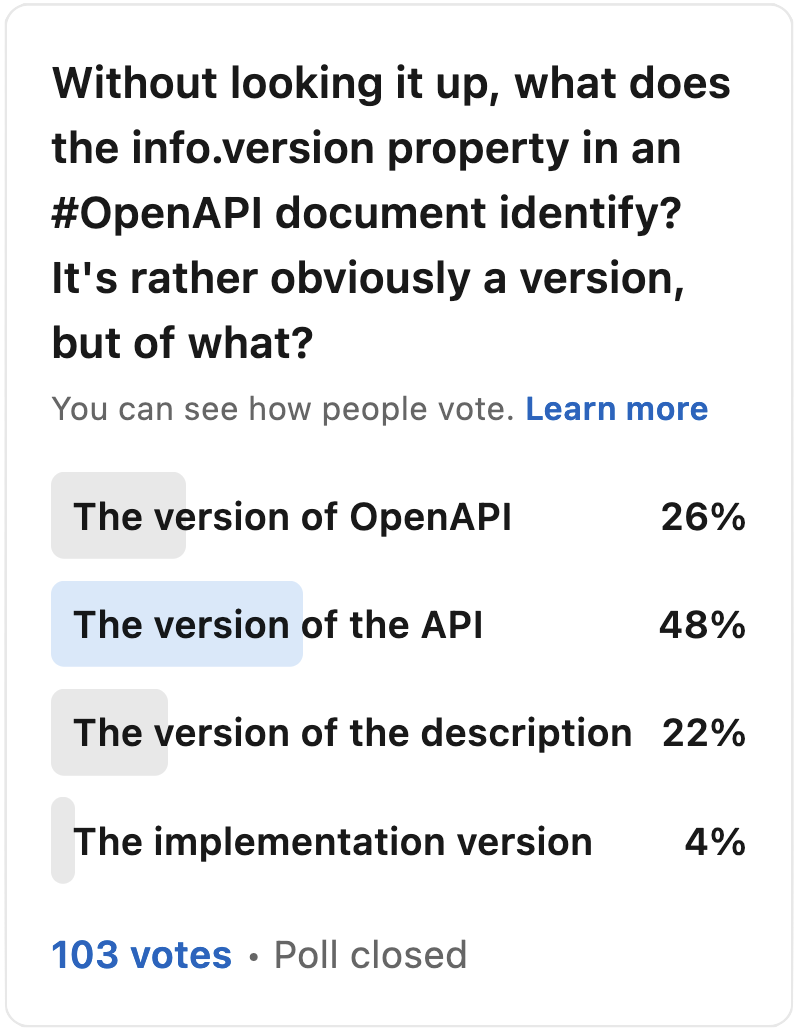 Without looking it up, what does
the info.version property in an
#OpenAPI document identify?
It's rather obviously a version,
but of what?
You can see how people vote. Learn more
The version of OpenAPI 26%
The version of the API 48%
The version of the description 22%
The implementation version 4%
103 votes • Poll closed